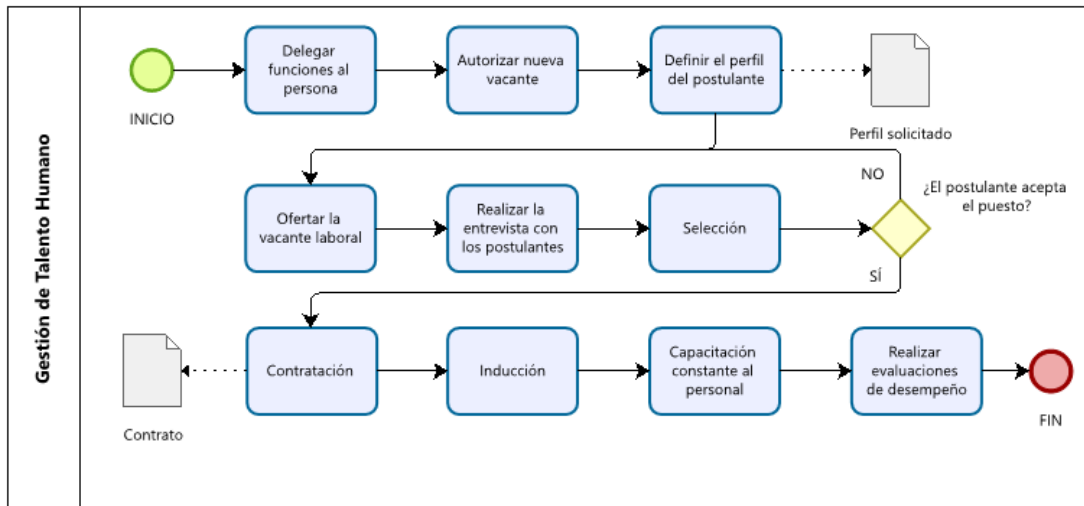 Gestión de Talento Humano
INICIO
Delegar
funciones al
persona
Autorizar nueva
vacante
Definir el perfil
del postulante
Perfil solicitado
Ofertar la
vacante laboral
Realizar la
entrevista con
los postulantes
Selección
NO
¿El postulante acepta
el puesto?
SÍ
Contrato
Contratación
Inducción
Capacitación
constante al
personal
Realizar
evaluaciones
de desempeño
FIN